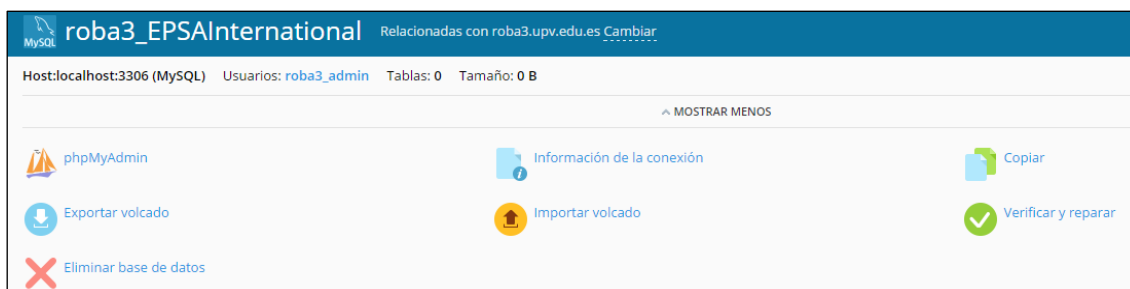 MySQL roba3_EPSAInternational Relacionadas con roba3.upv.edu.es Cambiar
Host:localhost:3306 (MySQL) Usuarios: roba3_admin Tablas: 0 Tamaño: 0 B
MOSTRAR MENOS
phpMyAdmin Información de la conexión Copiar
Exportar volcado Importar volcado Verificar y reparar
Eliminar base de datos